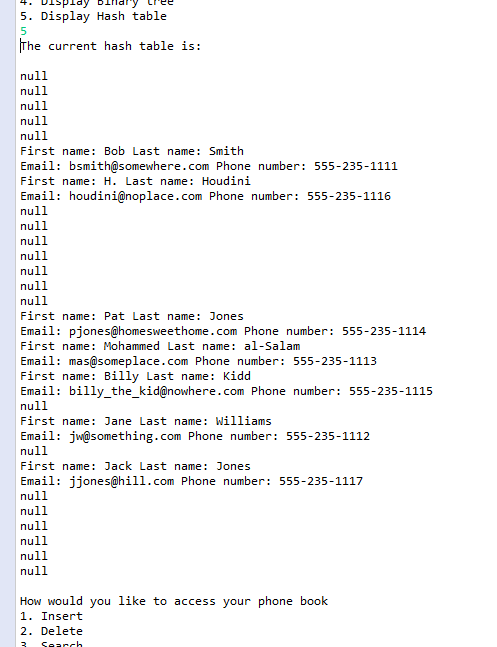 4. Display Binary tree
5. Display Hash table
5
The current hash table is:
null
null
null
null
null
First name: Bob Last name: Smith
Email: bsmith@somewhere.com Phone number: 555-235-1111
First name: H. Last name: Houdini
Email: houdini@noplace.com Phone number: 555-235-1116
null
null
null
null
null
null
null
First name: Pat Last name: Jones
Email: pjones@homesweethome.com Phone number: 555-235-1114
First name: Mohammed Last name: al-Salam
Email: mas@someplace.com Phone number: 555-235-1113
First name: Billy Last name: Kidd
Email: billy_the_kid@nowhere.com Phone number: 555-235-1115
null
First name: Jane Last name: Williams
Email: jw@something.com Phone number: 555-235-1112
null
First name: Jack Last name: Jones
Email: jjones@hill.com Phone number: 555-235-1117
null
null
null
null
null
null
How would you like to access your phone book
1. Insert
2. Delete
3. Search